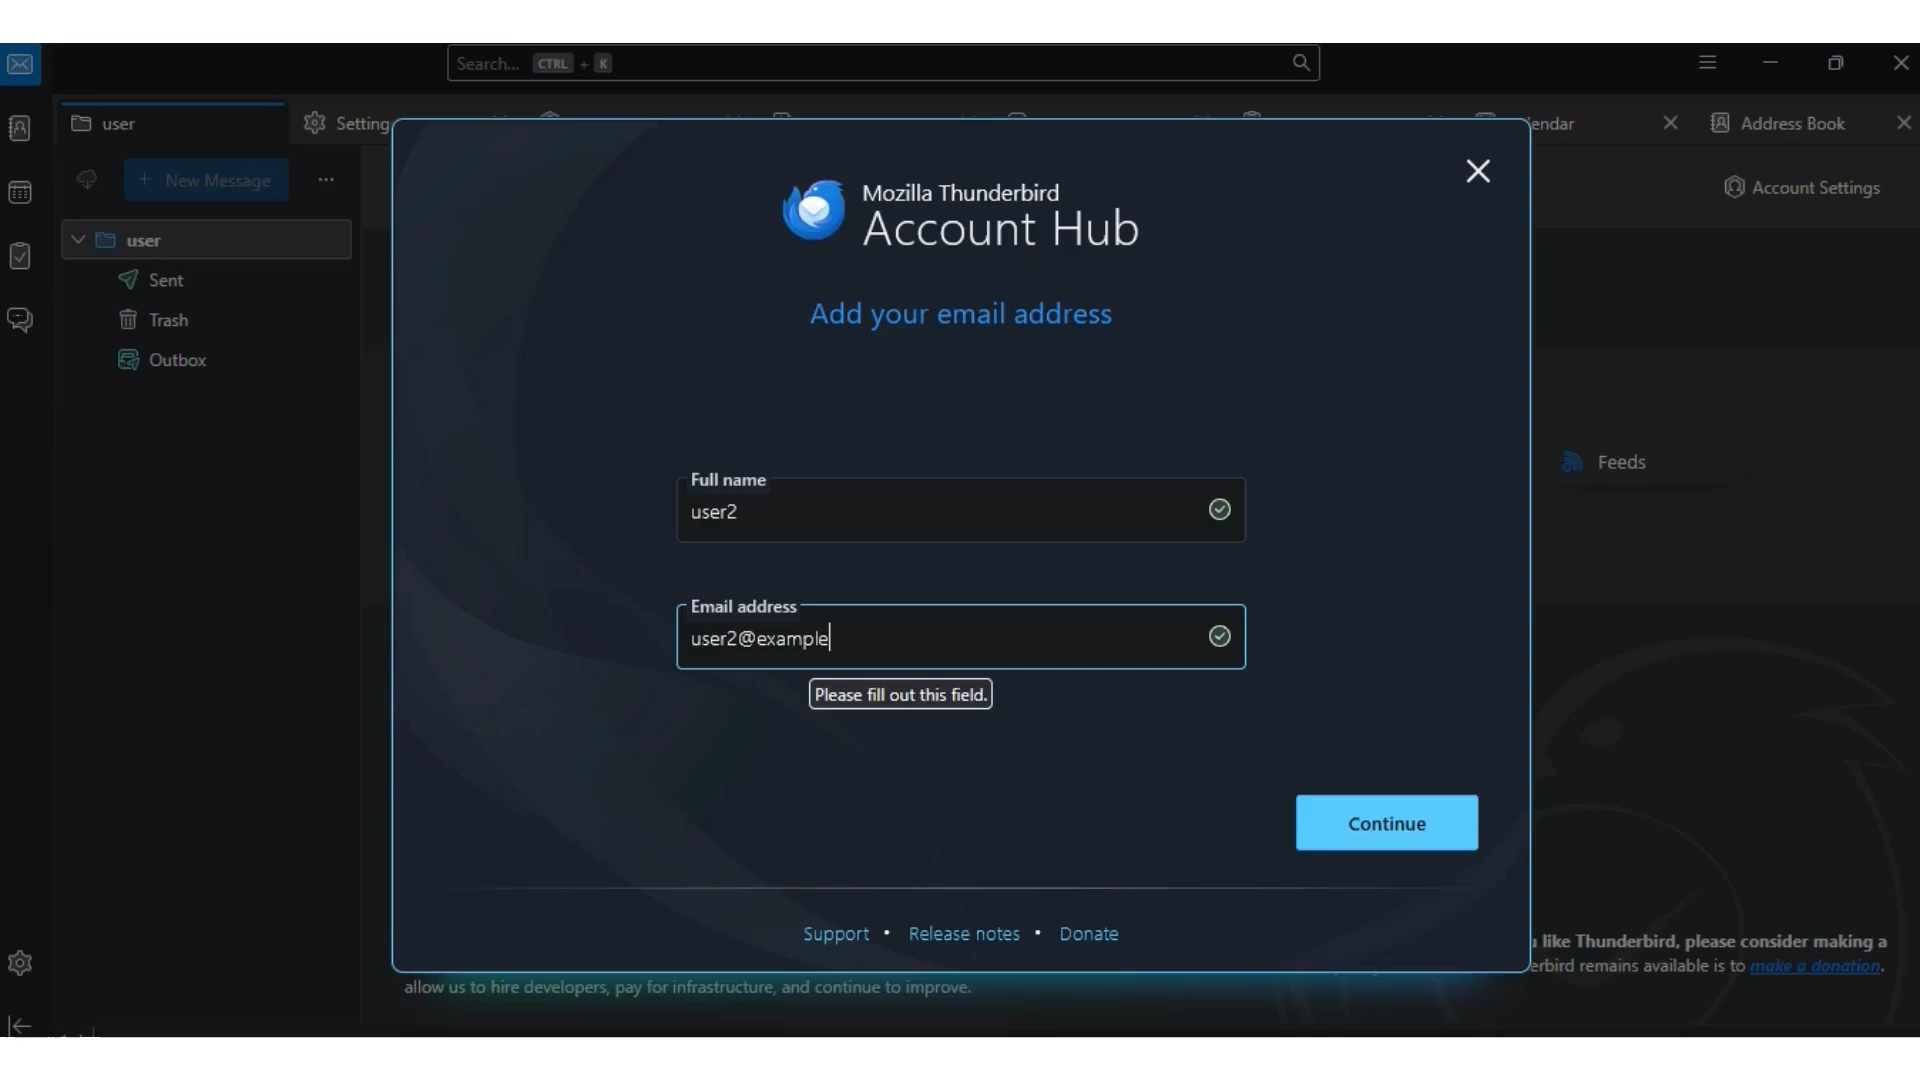 Search... CTRL + K
user
Setting
endar
Address Book
+ New Message
...
Account Settings
user
Sent
Trash
Outbox
Mozilla Thunderbird
Account Hub
Add your email address
Full name
user2
Feeds
Email address
user2@example
Please fill out this field.
Continue
Support • Release notes • Donate
like Thunderbird, please consider making a
erbird remains available is to make a donation.
allow us to hire developers, pay for infrastructure, and continue to improve.